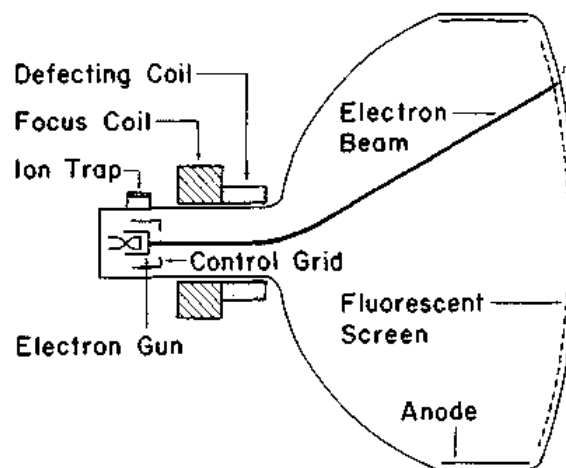 Defecting Coil
Focus Coil
Ion Trap
Electron
Beam
Control Grid
Fluorescent
Screen
Electron Gun
Anode